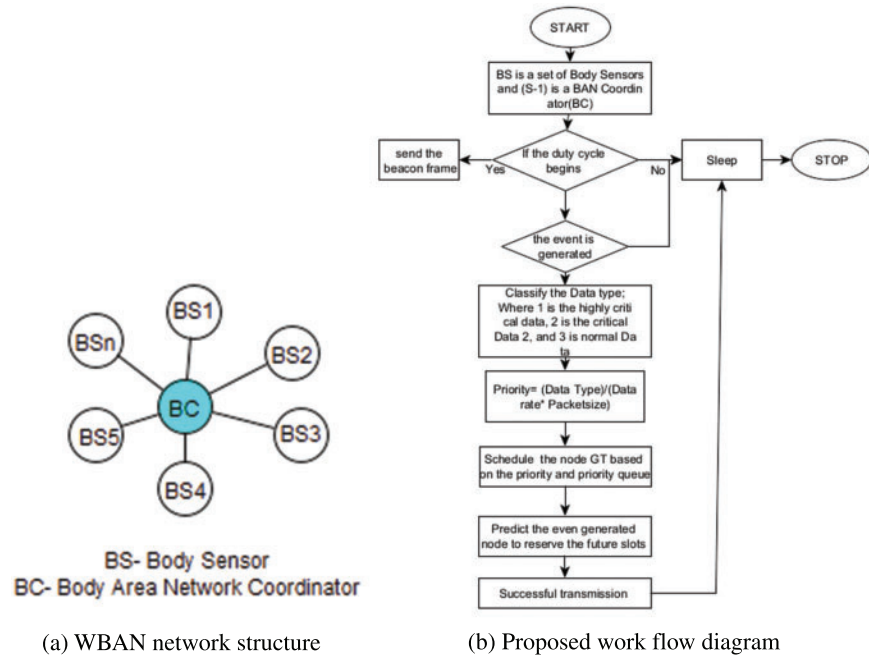 BS1
BSn
BS2
BC
BS5
BS3
BS4
BS- Body Sensor
BC- Body Area Network Coordinator
(a) WBAN network structure
START
BS is a set of Body Sensors
and (S-1) is a BAN Coordin
ator(BC)
send the
beacon frame
Yes
If the duty cycle
begins
No
Sleep
STOP
the event is
generated
Classify the Data type;
Where 1 is the highly criti
cal data, 2 is the critical
Data 2, and 3 is normal Da
ta
Priority= (Data Type)/(Data
rate* Packetsize)
Schedule the node GT based
on the priority and priority queue
Predict the even generated
node to reserve the future slots
Successful transmission
(b) Proposed work flow diagram